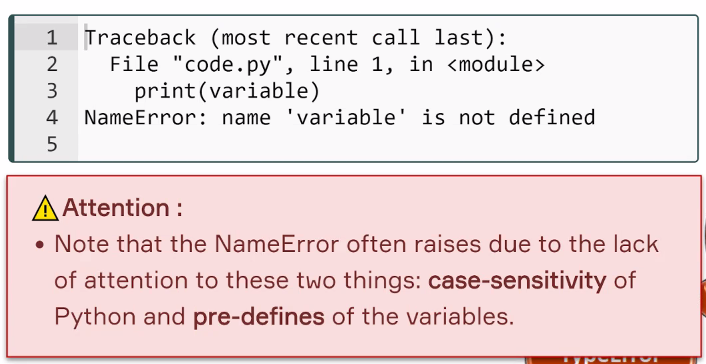 1 Traceback (most recent call last):
2   File "code.py", line 1, in <module>
3     print(variable)
4 NameError: name 'variable' is not defined
5
⚠Attention :
• Note that the NameError often raises due to the lack
of attention to these two things: case-sensitivity of
Python and pre-defines of the variables.
TypeError